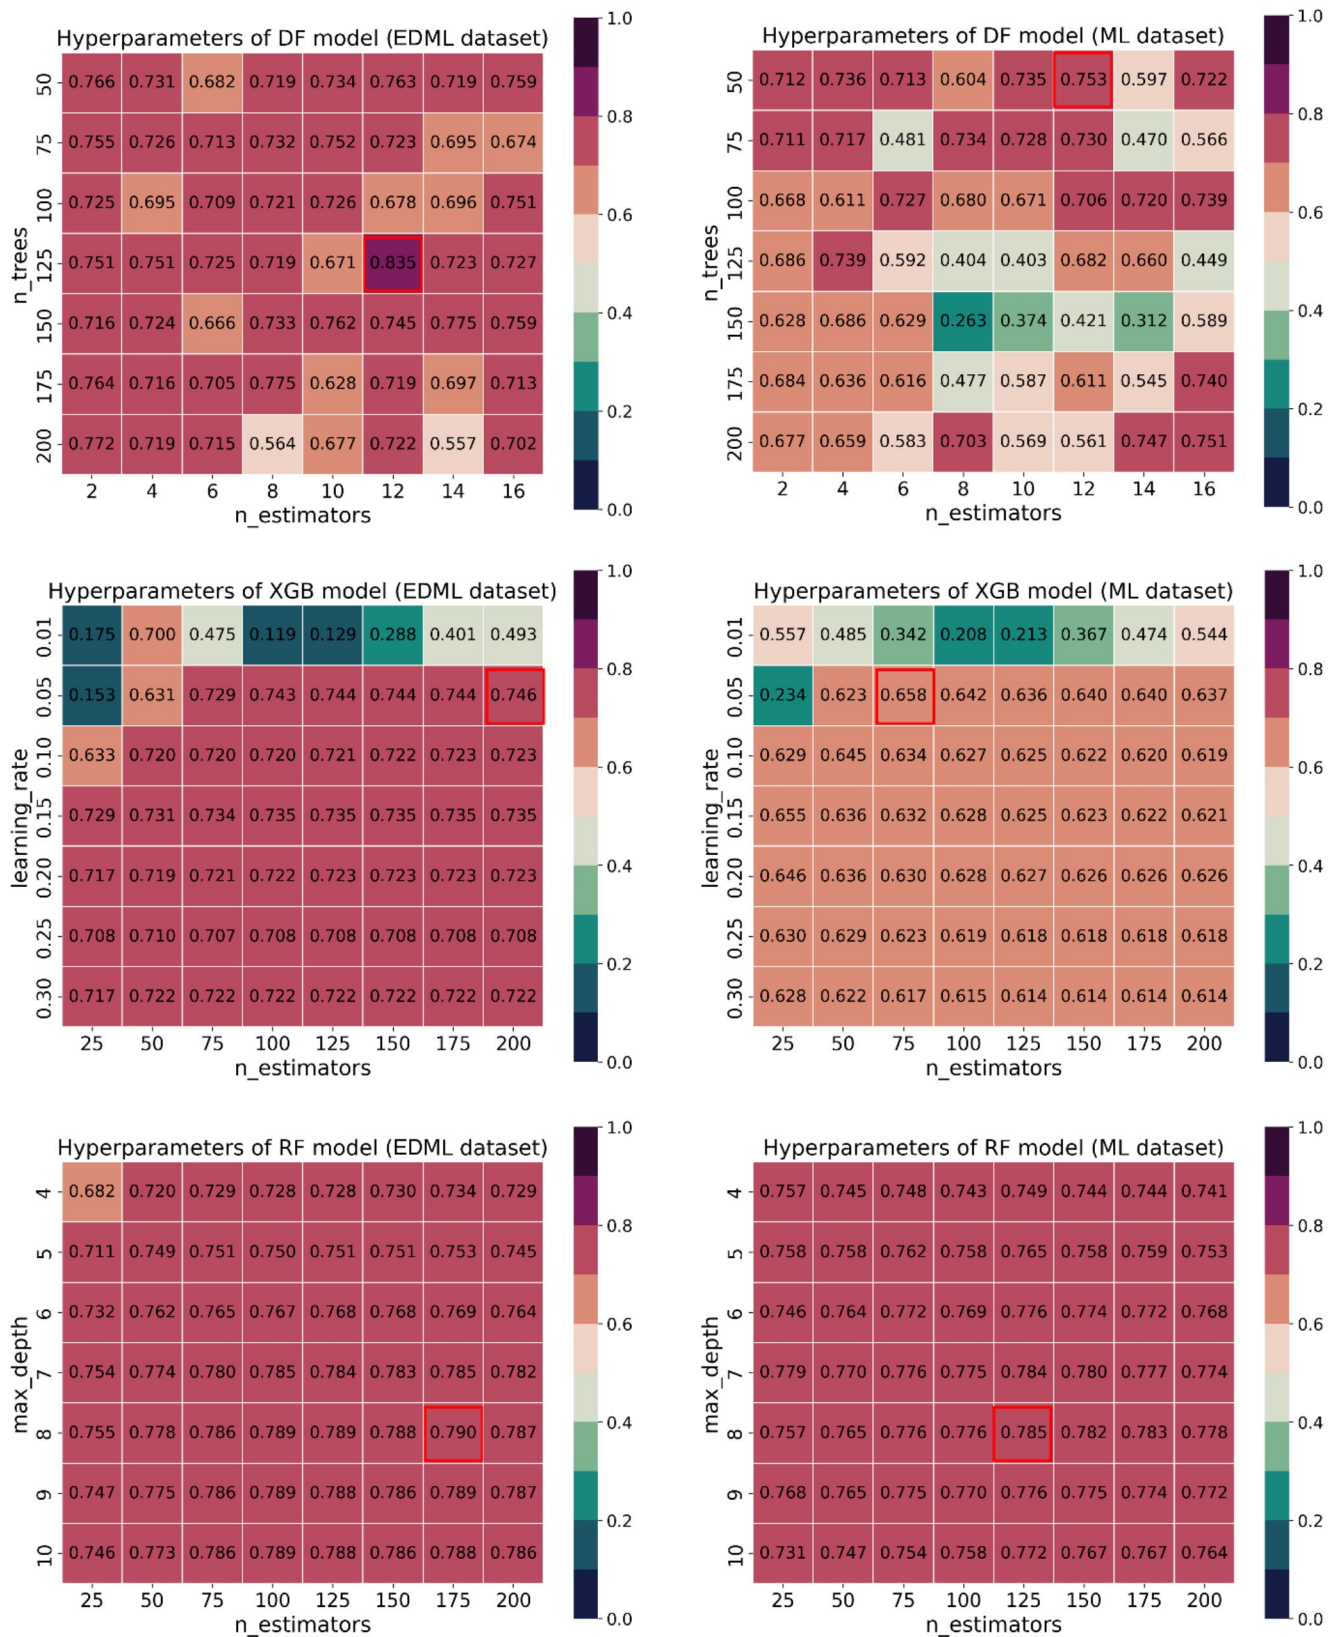 Hyperparameters of DF model (EDML dataset)
n_trees
50 0.766 0.731 0.682 0.719 0.734 0.763 0.719 0.759
75 0.755 0.726 0.713 0.732 0.752 0.723 0.695 0.674
100 0.725 0.695 0.709 0.721 0.726 0.678 0.696 0.751
125 0.751 0.751 0.725 0.719 0.671 0.835 0.723 0.727
150 0.716 0.724 0.666 0.733 0.762 0.745 0.775 0.759
175 0.764 0.716 0.705 0.775 0.628 0.719 0.697 0.713
200 0.772 0.719 0.715 0.564 0.677 0.722 0.557 0.702
2 4 6 8 10 12 14 16
n_estimators
1.0
0.8
0.6
0.4
0.2
0.0
Hyperparameters of DF model (ML dataset)
n_trees
50 0.712 0.736 0.713 0.604 0.735 0.753 0.597 0.722
75 0.711 0.717 0.481 0.734 0.728 0.730 0.470 0.566
100 0.668 0.611 0.727 0.680 0.671 0.706 0.720 0.739
125 0.686 0.739 0.592 0.404 0.403 0.682 0.660 0.449
150 0.628 0.686 0.629 0.263 0.374 0.421 0.312 0.589
175 0.684 0.636 0.616 0.477 0.587 0.611 0.545 0.740
200 0.677 0.659 0.583 0.703 0.569 0.561 0.747 0.751
2 4 6 8 10 12 14 16
n_estimators
1.0
0.8
0.6
0.4
0.2
0.0
Hyperparameters of XGB model (EDML dataset)
learning_rate
0.01 0.175 0.700 0.475 0.119 0.129 0.288 0.401 0.493
0.05 0.153 0.631 0.729 0.743 0.744 0.744 0.744 0.746
0.10 0.633 0.720 0.720 0.720 0.721 0.722 0.723 0.723
0.15 0.729 0.731 0.734 0.735 0.735 0.735 0.735 0.735
0.20 0.717 0.719 0.721 0.722 0.723 0.723 0.723 0.723
0.25 0.708 0.710 0.707 0.708 0.708 0.708 0.708 0.708
0.30 0.717 0.722 0.722 0.722 0.722 0.722 0.722 0.722
25 50 75 100 125 150 175 200
n_estimators
1.0
0.8
0.6
0.4
0.2
0.0
Hyperparameters of XGB model (ML dataset)
learning_rate
0.01 0.557 0.485 0.342 0.208 0.213 0.367 0.474 0.544
0.05 0.234 0.623 0.658 0.642 0.636 0.640 0.640 0.637
0.10 0.629 0.645 0.634 0.627 0.625 0.622 0.620 0.619
0.15 0.655 0.636 0.632 0.628 0.625 0.623 0.622 0.621
0.20 0.646 0.636 0.630 0.628 0.627 0.626 0.626 0.626
0.25 0.630 0.629 0.623 0.619 0.618 0.618 0.618 0.618
0.30 0.628 0.622 0.617 0.615 0.614 0.614 0.614 0.614
25 50 75 100 125 150 175 200
n_estimators
1.0
0.8
0.6
0.4
0.2
0.0
Hyperparameters of RF model (EDML dataset)
max_depth
4 0.682 0.720 0.729 0.728 0.728 0.730 0.734 0.729
5 0.711 0.749 0.751 0.750 0.751 0.751 0.753 0.745
6 0.732 0.762 0.765 0.767 0.768 0.768 0.769 0.764
7 0.754 0.774 0.780 0.785 0.784 0.783 0.785 0.782
8 0.755 0.778 0.786 0.789 0.789 0.788 0.790 0.787
9 0.747 0.775 0.786 0.789 0.788 0.786 0.789 0.787
10 0.746 0.773 0.786 0.789 0.788 0.786 0.788 0.786
25 50 75 100 125 150 175 200
n_estimators
1.0
0.8
0.6
0.4
0.2
0.0
Hyperparameters of RF model (ML dataset)
max_depth
4 0.757 0.745 0.748 0.743 0.749 0.744 0.744 0.741
5 0.758 0.758 0.762 0.758 0.765 0.758 0.759 0.753
6 0.746 0.764 0.772 0.769 0.776 0.774 0.772 0.768
7 0.779 0.770 0.776 0.775 0.784 0.780 0.777 0.774
8 0.757 0.765 0.776 0.776 0.785 0.782 0.783 0.778
9 0.768 0.765 0.775 0.770 0.776 0.775 0.774 0.772
10 0.731 0.747 0.754 0.758 0.772 0.767 0.767 0.764
25 50 75 100 125 150 175 200
n_estimators
1.0
0.8
0.6
0.4
0.2
0.0